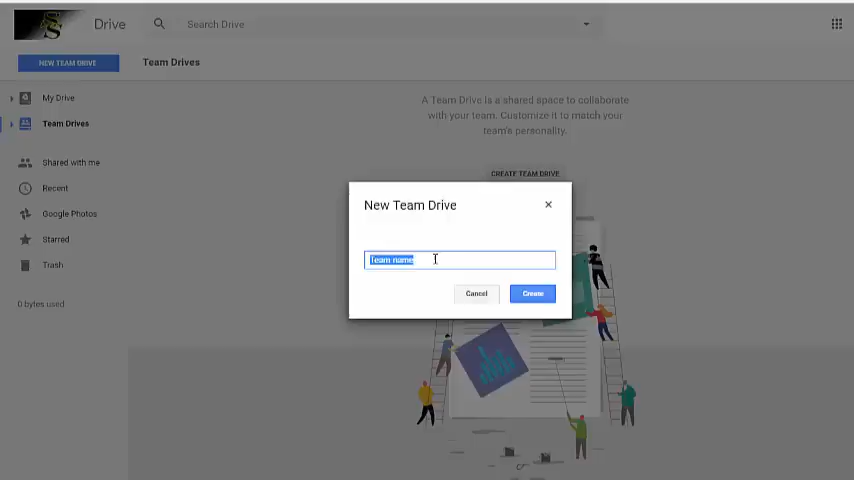 Drive
Search Drive
NEW TEAM DRIVE
Team Drives
My Drive
Team Drives
Shared with me
Recent
Google Photos
Starred
Trash
0 bytes used
A Team Drive is a shared space to collaborate
with your team. Customize it to match your
team's personality.
CREATE TEAM DRIVE
New Team Drive
Team name
Cancel
Create